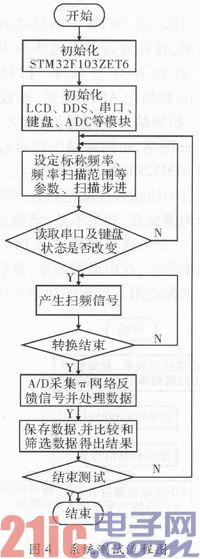 开始
初始化
STM32F103ZET6
初始化
LCD、DDS、串口、
键盘、ADC等模块
设定标称频率、
频率扫描范围等
参数、扫描步进
读取串口及键盘
状态是否改变
N
Y
产生扫频信号
转换结束
N
Y
A/D采集π网络反
馈信号并处理数据
保存数据,并比较和
筛选数据得出结果
结束测试
N
Y
结束
21ic电子网
图4 系统测试流程图